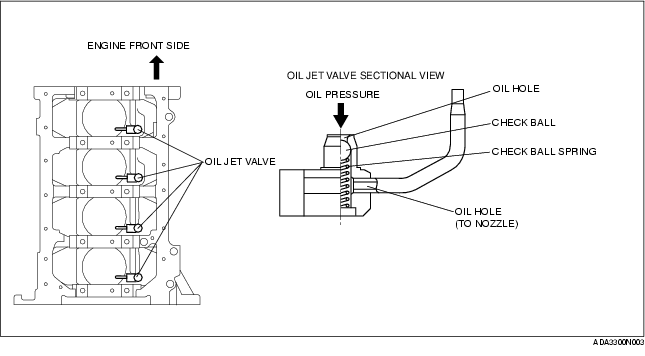 ENGINE FRONT SIDE
OIL JET VALVE SECTIONAL VIEW
OIL PRESSURE
OIL HOLE
CHECK BALL
CHECK BALL SPRING
OIL JET VALVE
OIL HOLE
(TO NOZZLE)
ADA3300N003